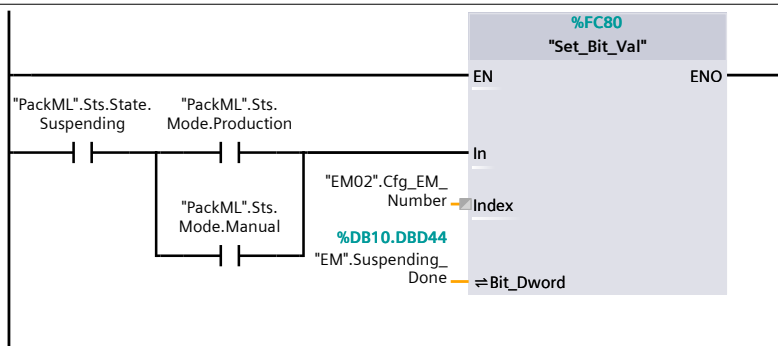 %FC80
"Set_Bit_Val"
EN
ENO
"PackML".Sts.State.
Suspending
"PackML".Sts.
Mode.Production
In
"EM02".Cfg_EM_
Number
Index
"PackML".Sts.
Mode.Manual
%DB10.DBD44
"EM".Suspending_
Done
⇌Bit_Dword